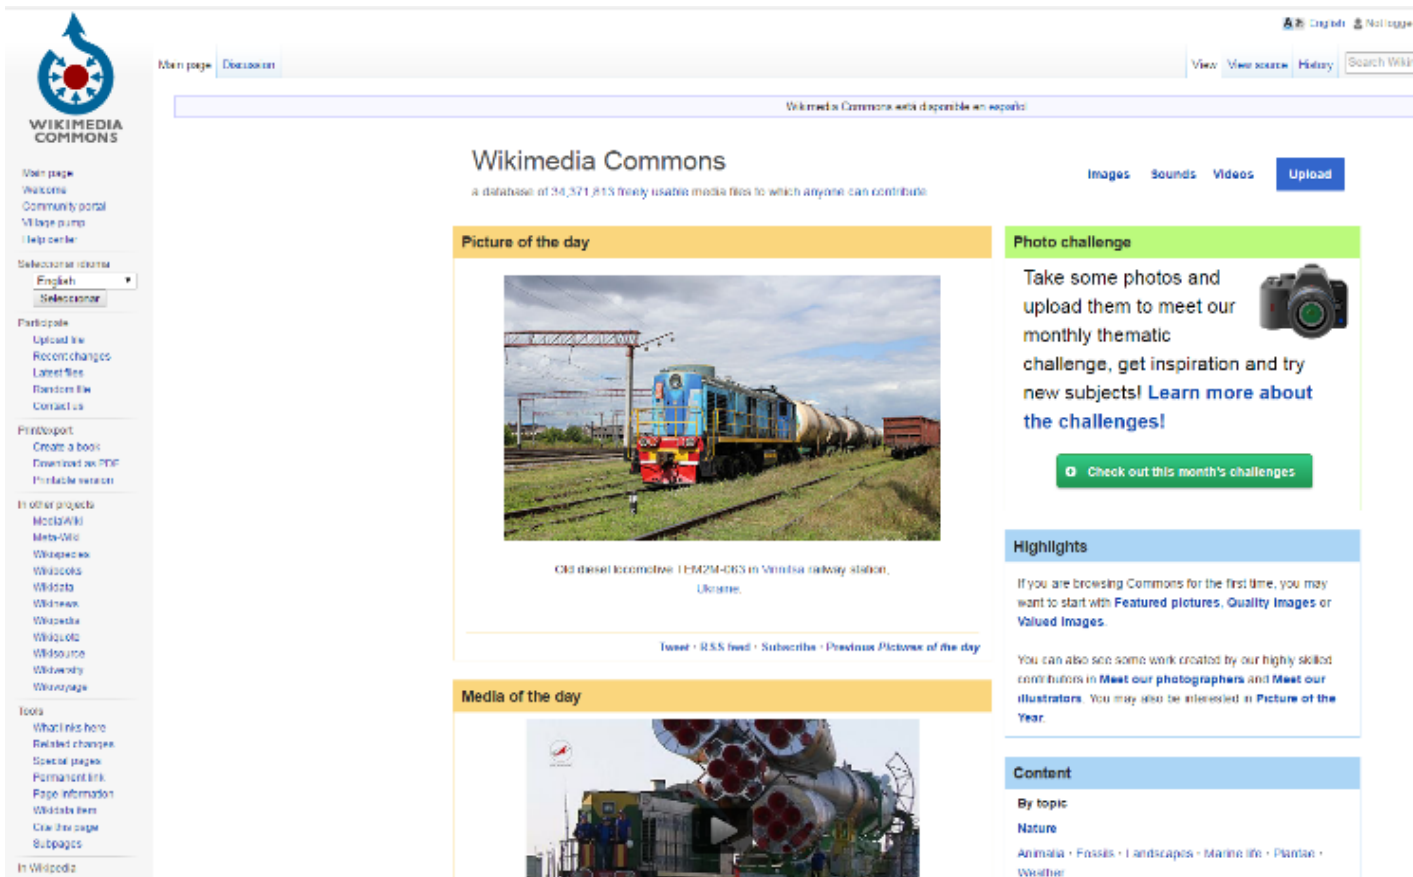 English Not logge
Main page Discussion
View View source History Search Wiki
Wikimedia Commons está disponible en español
WIKIMEDIA
COMMONS
Main page
Welcome
Community portal
Village pump
Help center
Seleccionar idioma
English
Seleccionar
Participate
Upload file
Recent changes
Latest files
Random file
Contact us
Print/export
Create a book
Download as PDF
Printable version
In other projects
MediaWiki
Meta-Wiki
Wikispecies
Wikibooks
Wikidata
Wikinews
Wikipedia
Wikiquote
Wikisource
Wikiversity
Wikivoyage
Tools
What links here
Related changes
Special pages
Permanent link
Page information
Wikidata item
Cite this page
Subpages
In Wikipedia
Wikimedia Commons
a database of 34,371,813 freely usable media files to which anyone can contribute
Images Sounds Videos Upload
Picture of the day
Old diesel locomotive TEM2M-063 in Vinnitsa railway station,
Ukraine.
Tweet · RSS feed · Subscribe · Previous Pictures of the day
Media of the day
Photo challenge
Take some photos and
upload them to meet our
monthly thematic
challenge, get inspiration and try
new subjects! Learn more about
the challenges!
Check out this month's challenges
Highlights
If you are browsing Commons for the first time, you may
want to start with Featured pictures, Quality images or
Valued images.
You can also see some work created by our highly skilled
contributors in Meet our photographers and Meet our
illustrators. You may also be interested in Picture of the
Year.
Content
By topic
Nature
Animalia · Fossils · Landscapes · Marine life · Plantae ·
Weather